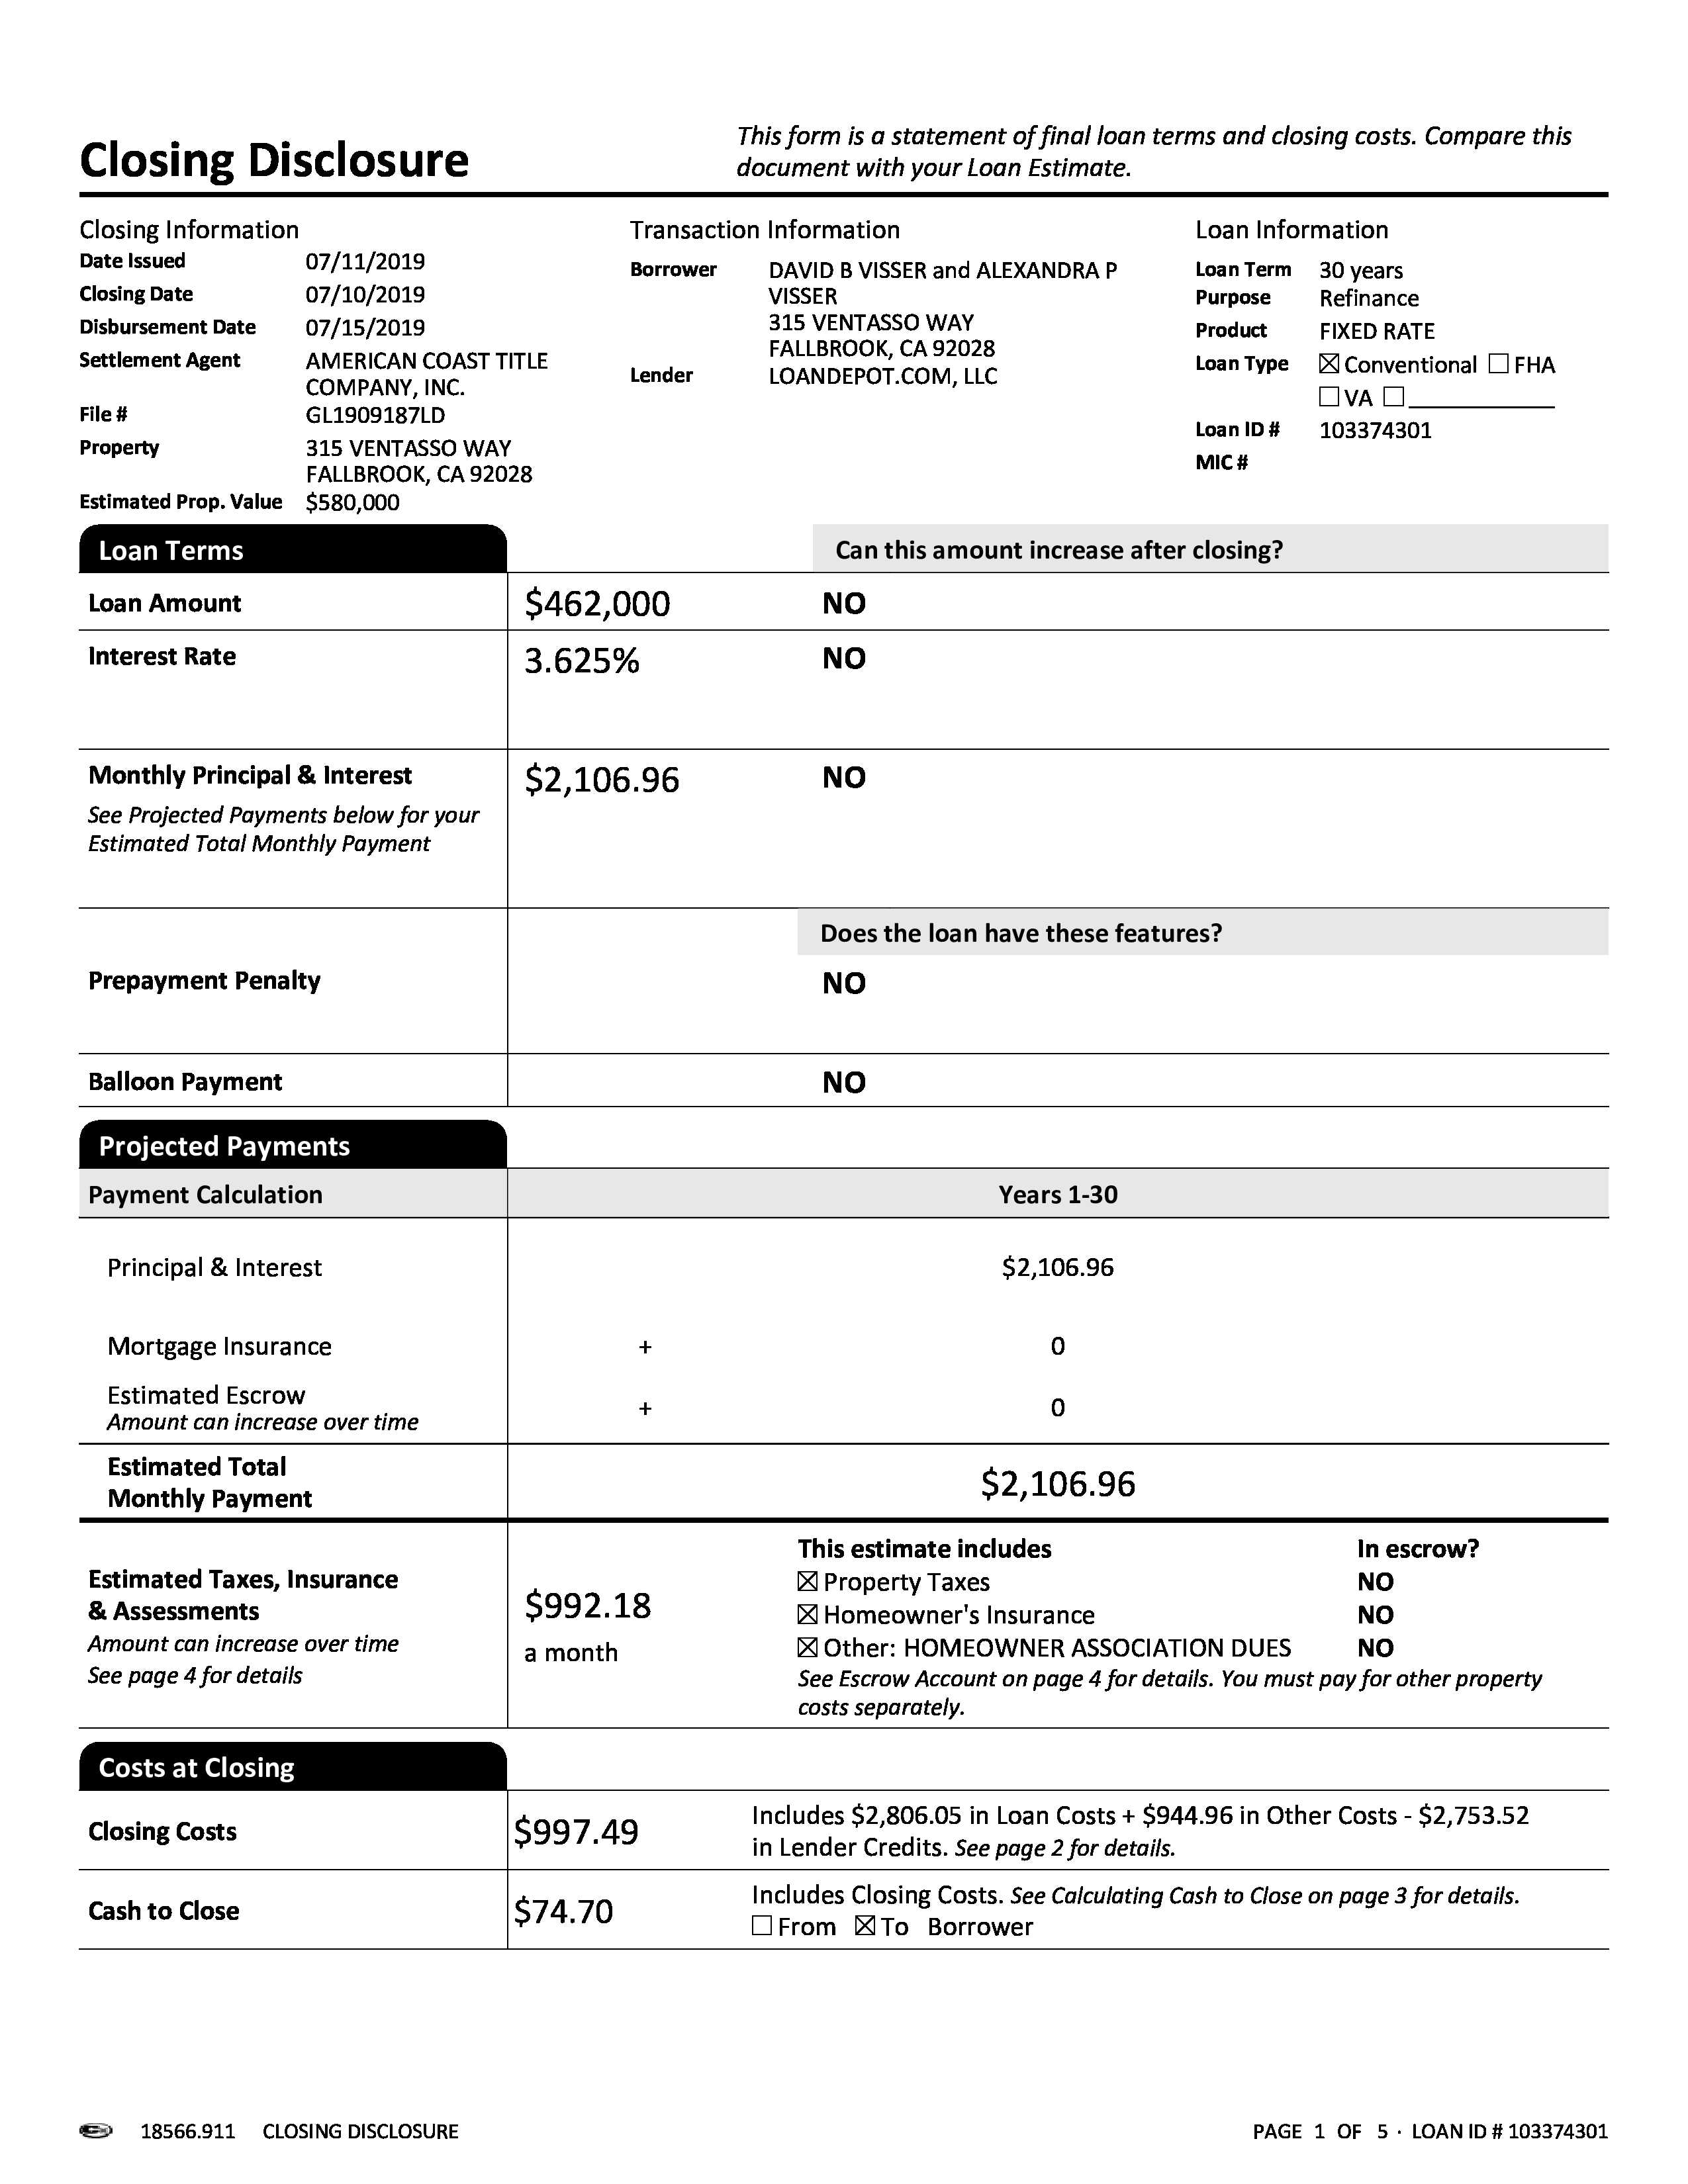 Closing Disclosure
This form is a statement of final loan terms and closing costs. Compare this
document with your Loan Estimate.
Closing Information
Date Issued 07/11/2019
Closing Date 07/10/2019
Disbursement Date 07/15/2019
Settlement Agent AMERICAN COAST TITLE
COMPANY, INC.
File # GL1909187LD
Property 315 VENTASSO WAY
FALLBROOK, CA 92028
Estimated Prop. Value $580,000
Transaction Information
Borrower DAVID B VISSER and ALEXANDRA P
VISSER
315 VENTASSO WAY
FALLBROOK, CA 92028
Lender LOANDEPOT.COM, LLC
Loan Information
Loan Term 30 years
Purpose Refinance
Product FIXED RATE
Loan Type ☒ Conventional ☐ FHA
☐ VA ☐ ____________
Loan ID # 103374301
MIC #
Loan Terms Can this amount increase after closing?
Loan Amount $462,000 NO
Interest Rate 3.625% NO
Monthly Principal & Interest $2,106.96 NO
See Projected Payments below for your
Estimated Total Monthly Payment
Does the loan have these features?
Prepayment Penalty NO
Balloon Payment NO
Projected Payments
Payment Calculation Years 1-30
Principal & Interest $2,106.96
Mortgage Insurance + 0
Estimated Escrow
Amount can increase over time + 0
Estimated Total
Monthly Payment $2,106.96
Estimated Taxes, Insurance
& Assessments
Amount can increase over time
See page 4 for details
$992.18
a month
This estimate includes In escrow?
☒ Property Taxes NO
☒ Homeowner's Insurance NO
☒ Other: HOMEOWNER ASSOCIATION DUES NO
See Escrow Account on page 4 for details. You must pay for other property
costs separately.
Costs at Closing
Closing Costs $997.49 Includes $2,806.05 in Loan Costs + $944.96 in Other Costs - $2,753.52
in Lender Credits. See page 2 for details.
Cash to Close $74.70 Includes Closing Costs. See Calculating Cash to Close on page 3 for details.
☐ From ☒ To Borrower
18566.911 CLOSING DISCLOSURE PAGE 1 OF 5 · LOAN ID # 103374301